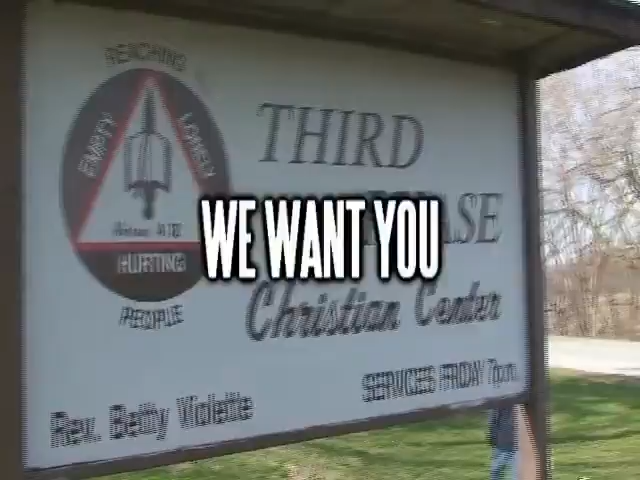 REACHING
EMPTY
LONELY
HURTING
PEOPLE
THIRD
WE WANT YOU
Christian Center
SERVICES FRIDAY 7p.m.
Rev. Betty Violette